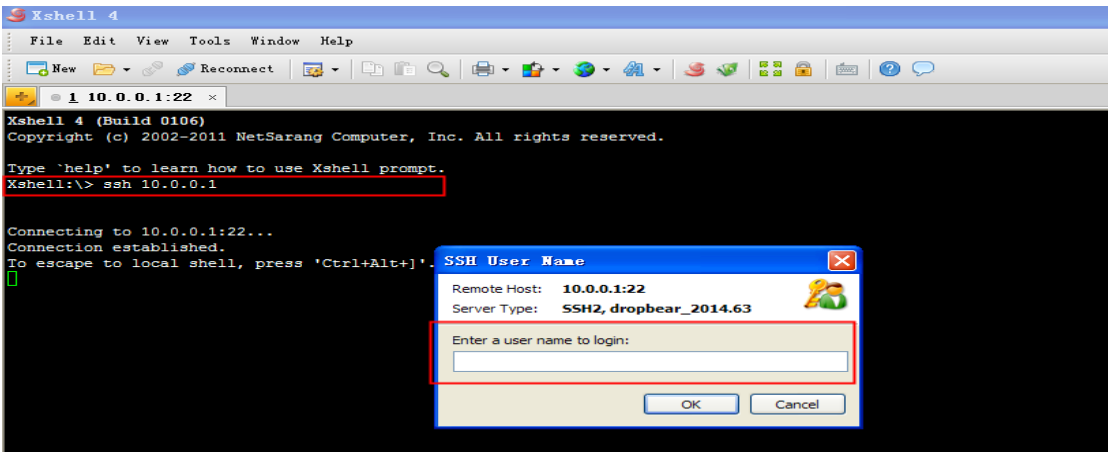 Xshell 4
File Edit View Tools Window Help
New Reconnect
1 10.0.0.1:22 ×
Xshell 4 (Build 0106)
Copyright (c) 2002-2011 NetSarang Computer, Inc. All rights reserved.
Type `help' to learn how to use Xshell prompt.
Xshell:\> ssh 10.0.0.1
Connecting to 10.0.0.1:22...
Connection established.
To escape to local shell, press 'Ctrl+Alt+]'.
SSH User Name
Remote Host: 10.0.0.1:22
Server Type: SSH2, dropbear_2014.63
Enter a user name to login:
OK Cancel